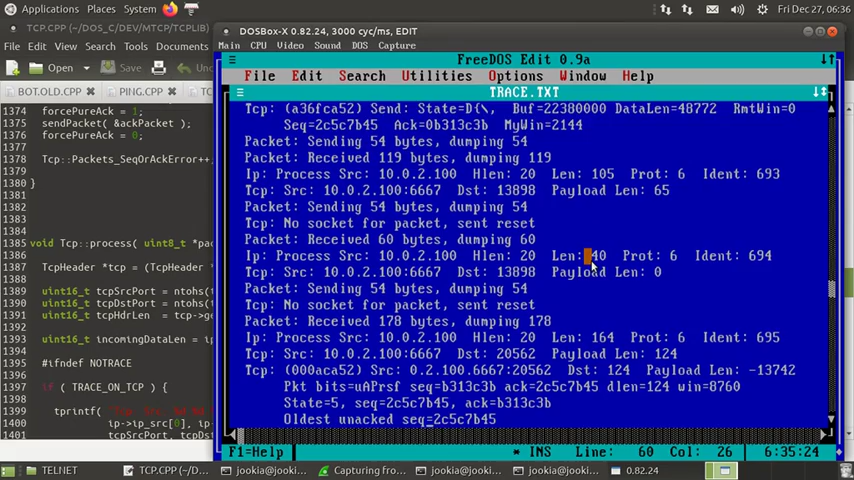 Applications Places System
Fri Dec 27, 06:36
TCP.CPP (~/DOS_C/DEV/MTCP/TCPLIB)
DOSBox-X 0.82.24, 3000 cyc/ms, EDIT
File Edit View Search Tools Documents
Main CPU Video Sound DOS Capture
Open Save Undo
BOT.OLD.CPP PING.CPP
1374 forcePureAck = 1;
1375 sendPacket( &ackPacket );
1376 forcePureAck = 0;
1377
1378 Tcp::Packets_SeqOrAckError++
1379
1380 }
1381
1382
1383
1384
1385 void Tcp::process( uint8_t *pa
1386
1387 TcpHeader *tcp = (TcpHeader
1388
1389 uint16_t tcpSrcPort = ntohs(
1390 uint16_t tcpDstPort = ntohs(
1391 uint16_t tcpHdrLen = tcp->ge
1392
1393 uint16_t incomingDataLen = ip
1394
1395 #ifndef NOTRACE
1396
1397 if ( TRACE_ON_TCP ) {
1398
1399
1400 ip->ip_src[0],
1401 tcpSrcPort, tcp
FreeDOS Edit 0.9a
File Edit Search Utilities Options Window Help
TRACE.TXT
Tcp: (a36fca52) Send: State=D{\, Buf=22380000 DataLen=48772 RmtWin=0
Seq=2c5c7b45 Ack=0b313c3b MyWin=2144
Packet: Sending 54 bytes, dumping 54
Packet: Received 119 bytes, dumping 119
Ip: Process Src: 10.0.2.100 Hlen: 20 Len: 105 Prot: 6 Ident: 693
Tcp: Src: 10.0.2.100:6667 Dst: 13898 Payload Len: 65
Packet: Sending 54 bytes, dumping 54
Tcp: No socket for packet, sent reset
Packet: Received 60 bytes, dumping 60
Ip: Process Src: 10.0.2.100 Hlen: 20 Len: 40 Prot: 6 Ident: 694
Tcp: Src: 10.0.2.100:6667 Dst: 13898 Payload Len: 0
Packet: Sending 54 bytes, dumping 54
Tcp: No socket for packet, sent reset
Packet: Received 178 bytes, dumping 178
Ip: Process Src: 10.0.2.100 Hlen: 20 Len: 164 Prot: 6 Ident: 695
Tcp: Src: 10.0.2.100:6667 Dst: 20562 Payload Len: 124
Tcp: (000aca52) Src: 0.2.100.6667:20562 Dst: 124 Payload Len: -13742
Pkt bits=uAPrsf seq=b313c3b ack=2c5c7b45 dlen=124 win=8760
State=5, seq=2c5c7b45, ack=b313c3b
Oldest unacked seq=2c5c7b45
F1=Help * INS Line: 60 Col: 26 6:35:24
TELNET TCP.CPP (~/D... jookia@jooki... Capturing fro... jookia@jooki... jookia@jooki... 0.82.24